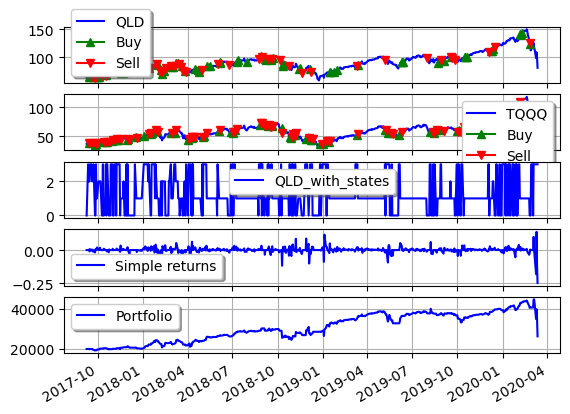 150
100
QLD
Buy
Sell
100
50
TQQQ
Buy
Sell
2
0
QLD_with_states
0.00
−0.25
Simple returns
40000
20000
Portfolio
2017-10 2018-01 2018-04 2018-07 2018-10 2019-01 2019-04 2019-07 2019-10 2020-01 2020-04